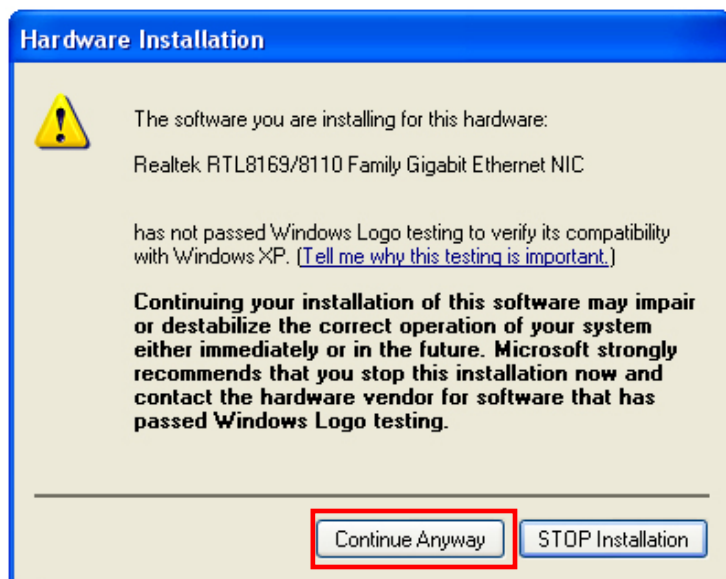 Hardware Installation
The software you are installing for this hardware:
Realtek RTL8169/8110 Family Gigabit Ethernet NIC
has not passed Windows Logo testing to verify its compatibility
with Windows XP. (Tell me why this testing is important.)
Continuing your installation of this software may impair
or destabilize the correct operation of your system
either immediately or in the future. Microsoft strongly
recommends that you stop this installation now and
contact the hardware vendor for software that has
passed Windows Logo testing.
Continue Anyway
STOP Installation